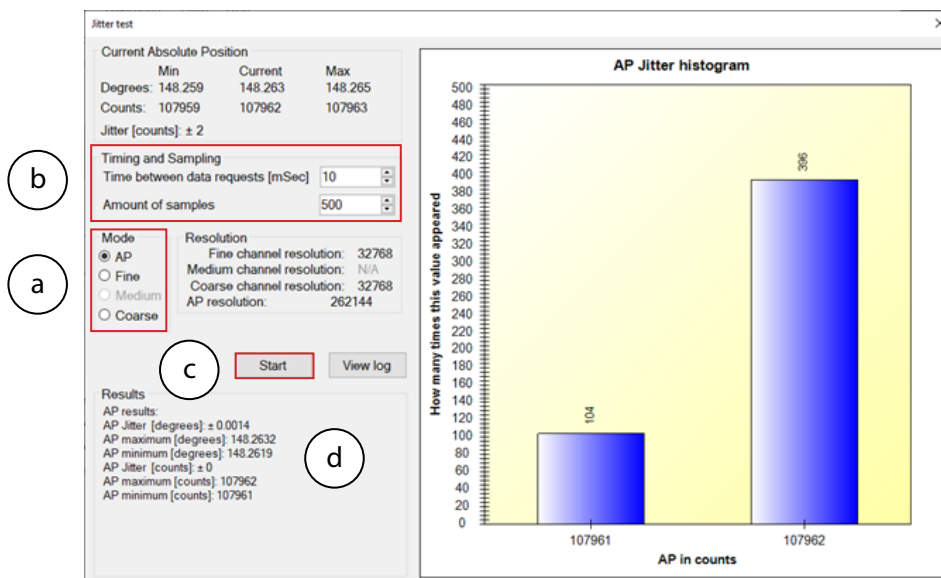 Jitter test
Current Absolute Position
Min Current Max
Degrees: 148.259 148.263 148.265
Counts: 107959 107962 107963
Jitter [counts]: ± 2
b
Timing and Sampling
Time between data requests [mSec] 10
Amount of samples 500
a
Mode
AP
Fine
Medium
Coarse
Resolution
Fine channel resolution: 32768
Medium channel resolution: N/A
Coarse channel resolution: 32768
AP resolution: 262144
c
Start
View log
Results
AP results:
AP Jitter [degrees]: ± 0.0014
AP maximum [degrees]: 148.2632
AP minimum [degrees]: 148.2619
AP Jitter [counts]: ± 0
AP maximum [counts]: 107962
AP minimum [counts]: 107961
d
AP Jitter histogram
How many times this value appeared
500
480
460
440
420
400
380
360
340
320
300
280
260
240
220
200
180
160
140
120
100
80
60
40
20
0
104
396
107961
107962
AP in counts